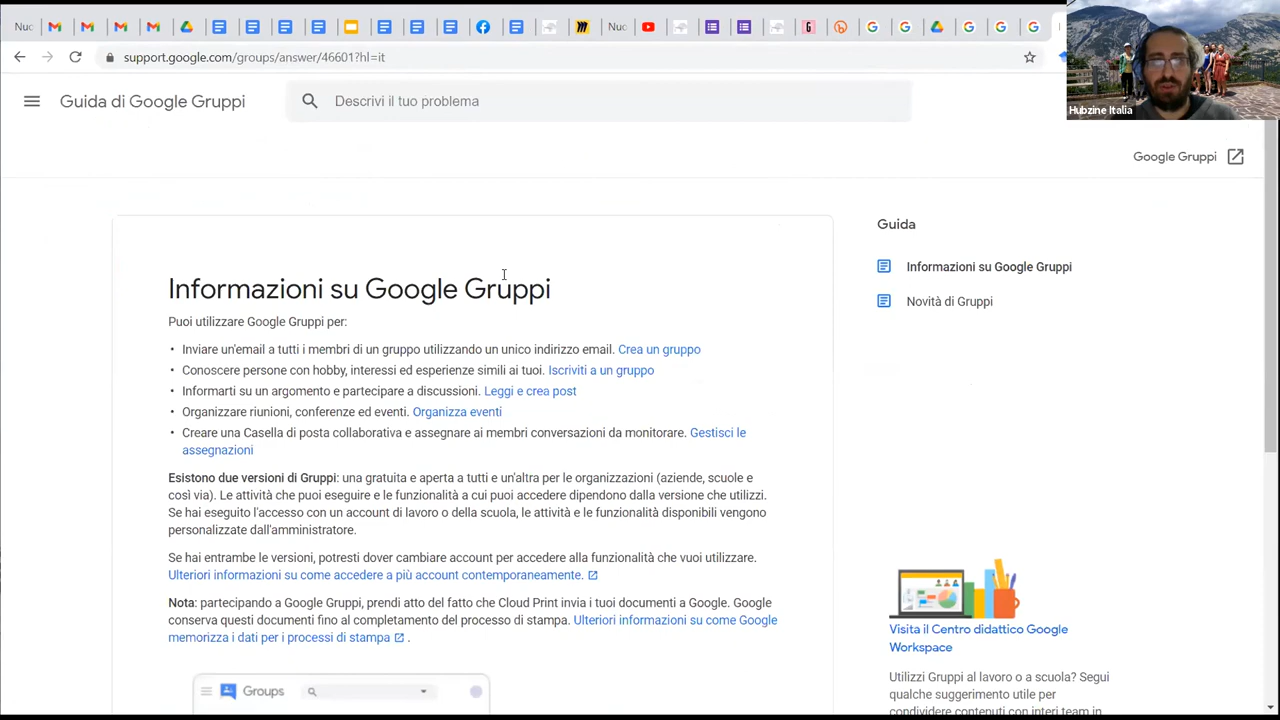 Nuc
Nuc
support.google.com/groups/answer/46601?hl=it
Guida di Google Gruppi
Descrivi il tuo problema
Hubzine Italia
Google Gruppi
Informazioni su Google Gruppi
Puoi utilizzare Google Gruppi per:
• Inviare un'email a tutti i membri di un gruppo utilizzando un unico indirizzo email. Crea un gruppo
• Conoscere persone con hobby, interessi ed esperienze simili ai tuoi. Iscriviti a un gruppo
• Informarti su un argomento e partecipare a discussioni. Leggi e crea post
• Organizzare riunioni, conferenze ed eventi. Organizza eventi
• Creare una Casella di posta collaborativa e assegnare ai membri conversazioni da monitorare. Gestisci le
assegnazioni
Esistono due versioni di Gruppi: una gratuita e aperta a tutti e un'altra per le organizzazioni (aziende, scuole e
così via). Le attività che puoi eseguire e le funzionalità a cui puoi accedere dipendono dalla versione che utilizzi.
Se hai eseguito l'accesso con un account di lavoro o della scuola, le attività e le funzionalità disponibili vengono
personalizzate dall'amministratore.
Se hai entrambe le versioni, potresti dover cambiare account per accedere alla funzionalità che vuoi utilizzare.
Ulteriori informazioni su come accedere a più account contemporaneamente.
Nota: partecipando a Google Gruppi, prendi atto del fatto che Cloud Print invia i tuoi documenti a Google. Google
conserva questi documenti fino al completamento del processo di stampa. Ulteriori informazioni su come Google
memorizza i dati per i processi di stampa .
Groups
Guida
Informazioni su Google Gruppi
Novità di Gruppi
Visita il Centro didattico Google
Workspace
Utilizzi Gruppi al lavoro o a scuola? Segui
qualche suggerimento utile per
condividere contenuti con interi team in